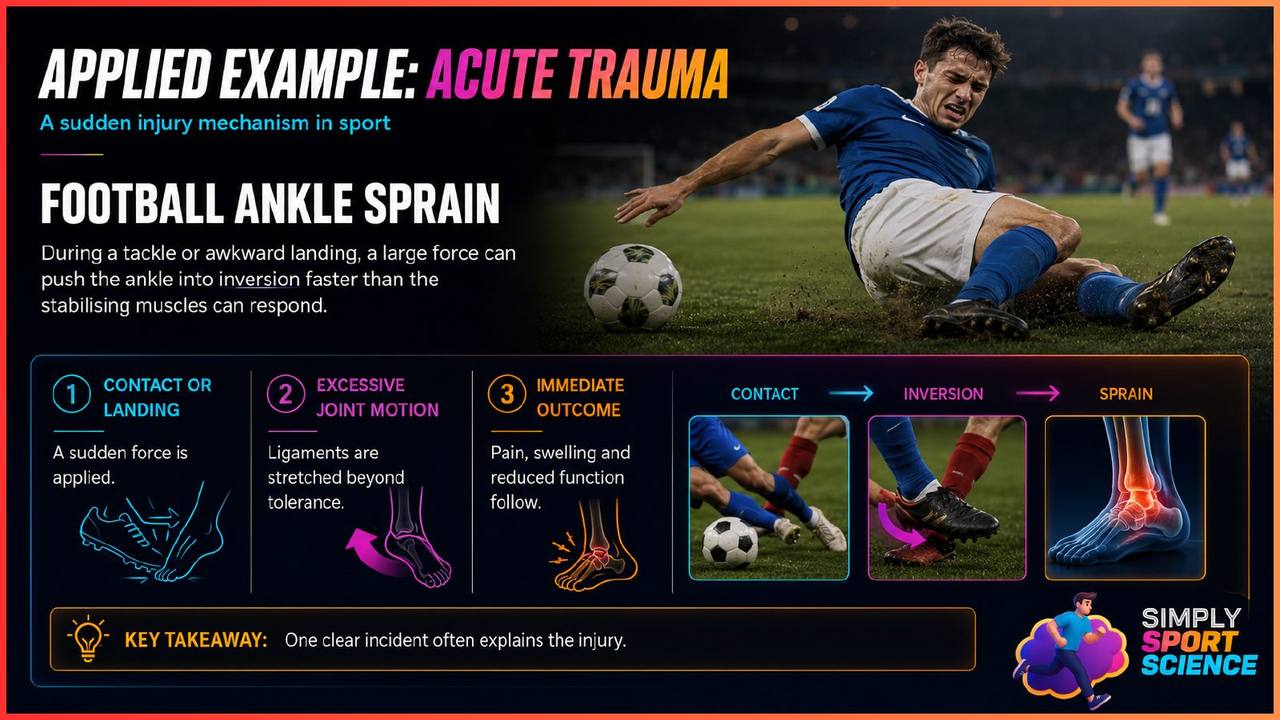 APPLIED EXAMPLE: ACUTE TRAUMA
A sudden injury mechanism in sport
FOOTBALL ANKLE SPRAIN
During a tackle or awkward landing, a large force can
push the ankle into inversion faster than the
stabilising muscles can respond.
1 CONTACT OR
LANDING
A sudden force is
applied.
2 EXCESSIVE
JOINT MOTION
Ligaments are
stretched beyond
tolerance.
3 IMMEDIATE
OUTCOME
Pain, swelling and
reduced function
follow.
CONTACT → INVERSION → SPRAIN
KEY TAKEAWAY: One clear incident often explains the injury.
SIMPLY
SPORT
SCIENCE